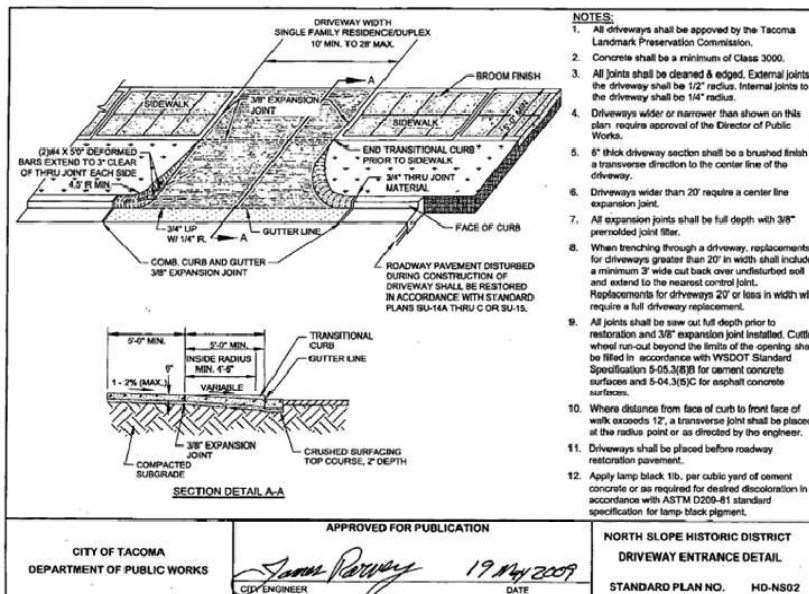 DRIVEWAY WIDTH
SINGLE FAMILY RESIDENCE/DUPLEX
10' MIN. TO 28' MAX.
A
BROOM FINISH
SIDEWALK
3/8" EXPANSION
JOINT
SIDEWALK
5'-0" MIN.
(2)#4 X 5'0" DEFORMED
BARS EXTEND TO 3" CLEAR
OF THRU JOINT EACH SIDE
4.5' R MIN.
END TRANSITIONAL CURB
PRIOR TO SIDEWALK
3/4" THRU JOINT
MATERIAL
3/4" LIP
W/ 1/4" R.
A
GUTTER LINE
FACE OF CURB
COMB. CURB AND GUTTER
3/8" EXPANSION JOINT
ROADWAY PAVEMENT DISTURBED
DURING CONSTRUCTION OF
DRIVEWAY SHALL BE RESTORED
IN ACCORDANCE WITH STANDARD
PLANS SU-14A THRU C OR SU-15.
5'-0" MIN.
5'-0" MIN.
INSIDE RADIUS
MIN. 4'-6"
VARIABLE
TRANSITIONAL
CURB
GUTTER LINE
6"
1 - 2% (MAX.)
3/8" EXPANSION
JOINT
COMPACTED
SUBGRADE
CRUSHED SURFACING
TOP COURSE, 2" DEPTH
SECTION DETAIL A-A
NOTES:
1. All driveways shall be appoved by the Tacoma
Landmark Preservation Commission.
2. Concrete shall be a minimum of Class 3000.
3. All joints shall be cleaned & edged. External joints
the driveway shall be 1/2" radius. Internal joints to
the driveway shall be 1/4" radius.
4. Driveways wider or narrower than shown on this
plan require approval of the Director of Public
Works.
5. 6" thick driveway section shall be a brushed finish
a transverse direction to the center line of the
driveway.
6. Driveways wider than 20' require a center line
expansion joint.
7. All expansion joints shall be full depth with 3/8"
premolded joint filler.
8. When trenching through a driveway, replacements
for driveways greater than 20' in width shall include
a minimum 3' wide cut back over undisturbed soil
and extend to the nearest control joint.
Replacements for driveways 20' or less in width wi
require a full driveway replacement.
9. All joints shall be saw cut full depth prior to
restoration and 3/8" expansion joint installed. Cuttin
wheel run-out beyond the limits of the opening shal
be filled in accordance with WSDOT Standard
Specification 5-05.3(8)B for cement concrete
surfaces and 5-04.3(5)C for asphalt concrete
surfaces.
10. Where distance from face of curb to front face of
walk exceeds 12', a transverse joint shall be placed
at the radius point or as directed by the engineer.
11. Driveways shall be placed before roadway
restoration pavement.
12. Apply lamp black 1lb. per cubic yard of cement
concrete or as required for desired discoloration in
accordance with ASTM D209-81 standard
specification for lamp black pigment.
CITY OF TACOMA
DEPARTMENT OF PUBLIC WORKS
APPROVED FOR PUBLICATION
James Parvey 19 May 2009
CITY ENGINEER DATE
NORTH SLOPE HISTORIC DISTRICT
DRIVEWAY ENTRANCE DETAIL
STANDARD PLAN NO. HD-NS02